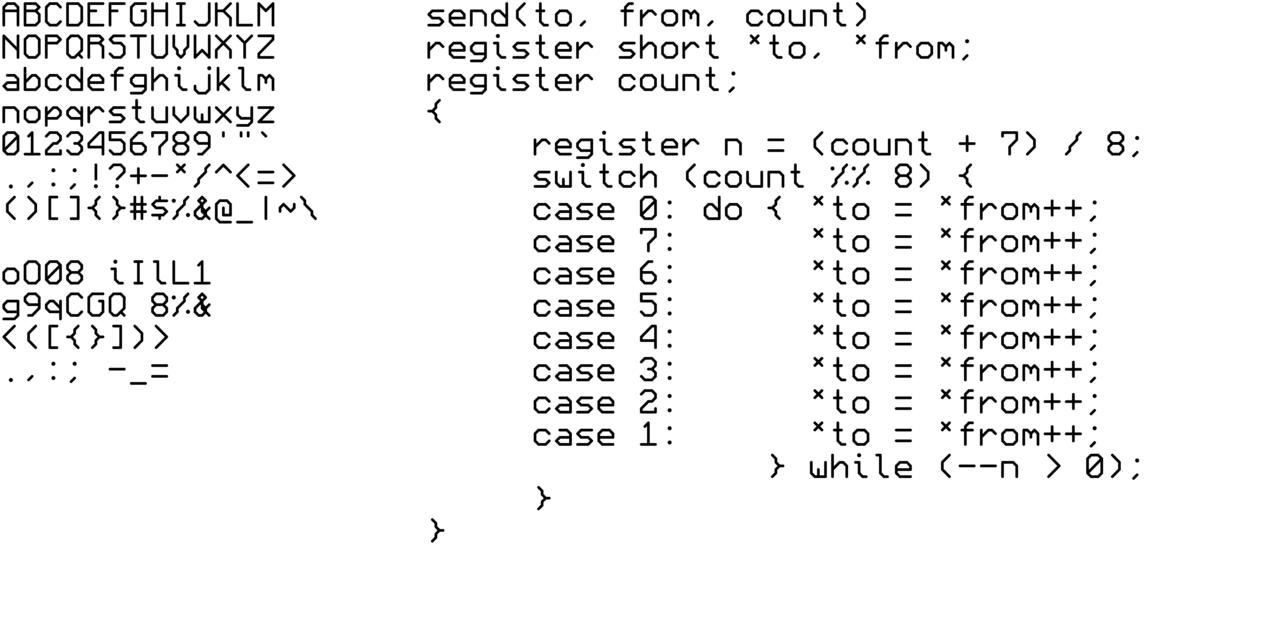 ABCDEFGHIJKLM
NOPQRSTUVWXYZ
abcdefghijklm
nopqrstuvwxyz
0123456789'"`
.,:;!?+-*/^<=>
()[]{}#$%&@_|~\
oO08 iIlL1
g9qCGQ 8%&
<([{}])>
.,:; -_=
send(to, from, count)
register short *to, *from;
register count;
{
register n = (count + 7) / 8;
switch (count %% 8) {
case 0: do { *to = *from++;
case 7: *to = *from++;
case 6: *to = *from++;
case 5: *to = *from++;
case 4: *to = *from++;
case 3: *to = *from++;
case 2: *to = *from++;
case 1: *to = *from++;
} while (--n > 0);
}
}